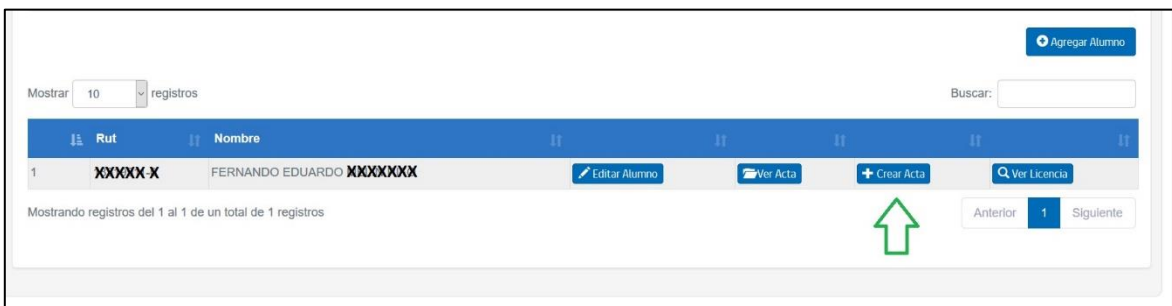 Agregar Alumno
Mostrar 10 registros Buscar:
Rut Nombre
1 XXXXX-X FERNANDO EDUARDO XXXXXXX Editar Alumno Ver Acta Crear Acta Ver Licencia
Mostrando registros del 1 al 1 de un total de 1 registros Anterior 1 Siguiente